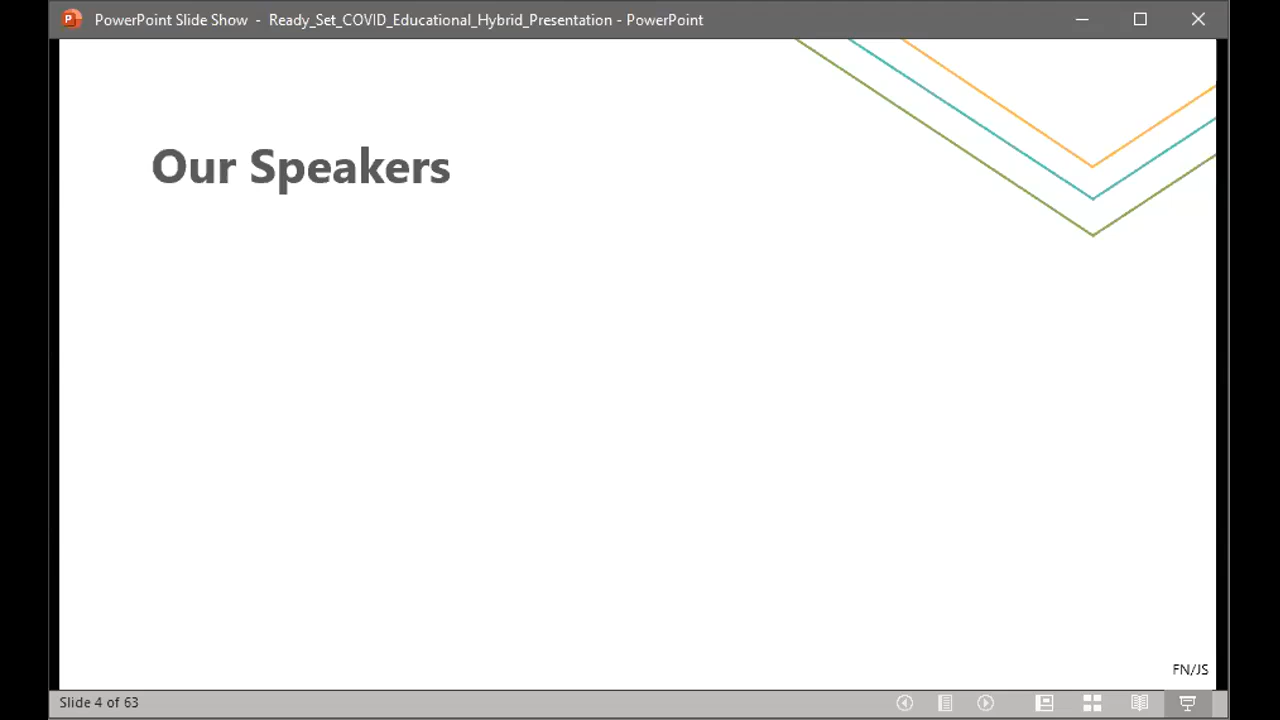 PowerPoint Slide Show - Ready_Set_COVID_Educational_Hybrid_Presentation - PowerPoint
Our Speakers
FN/JS
Slide 4 of 63